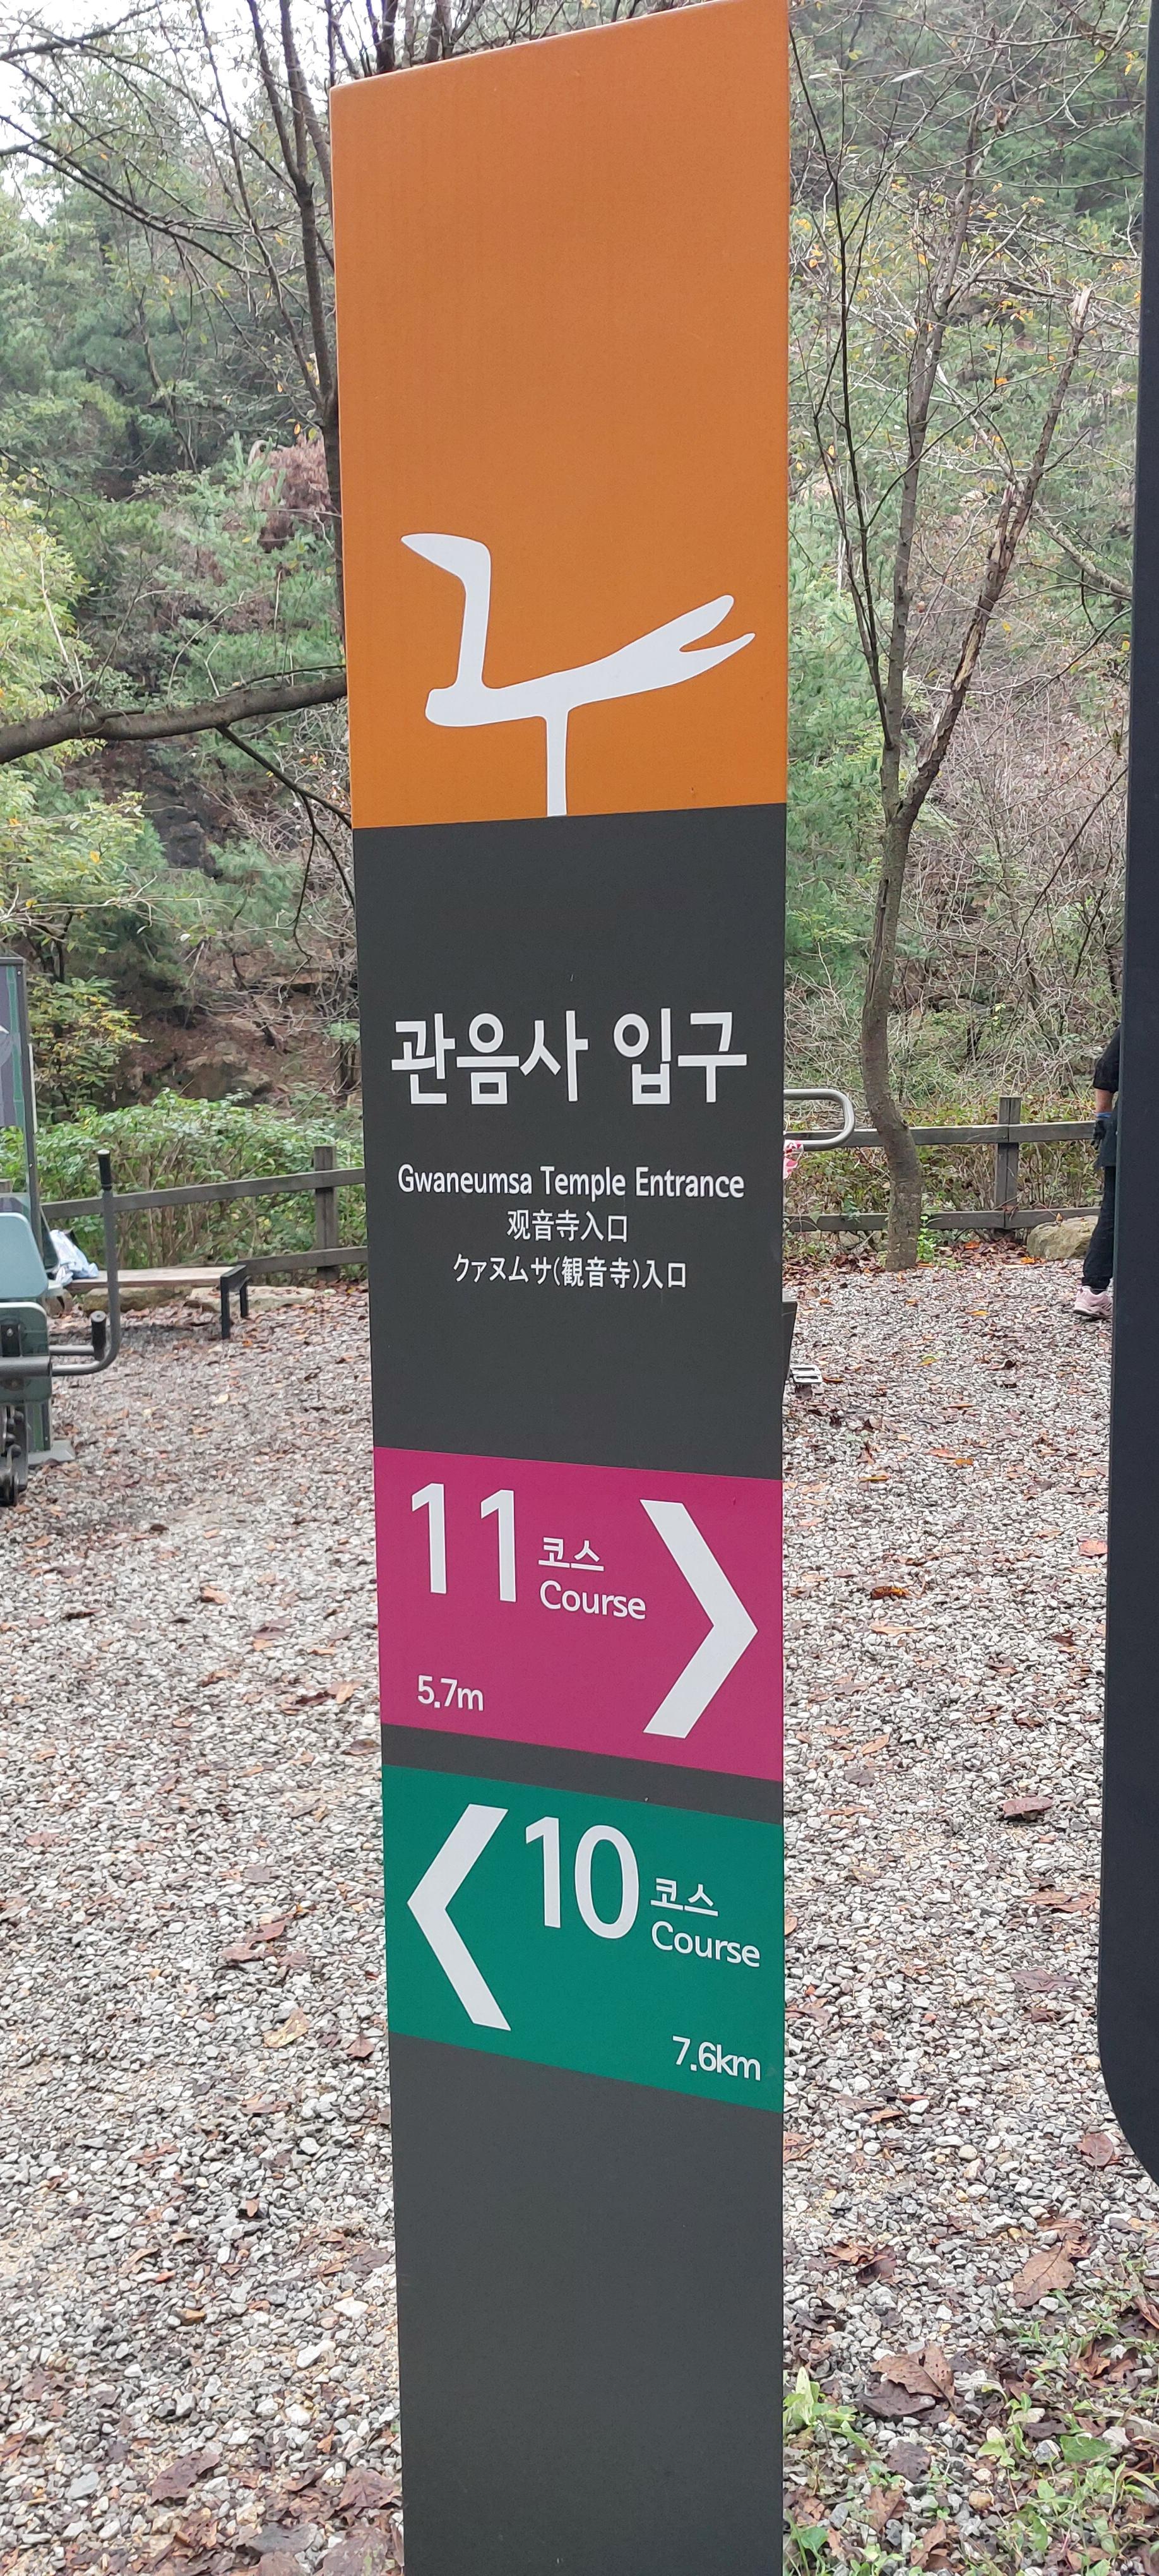 관음사 입구
Gwaneumsa Temple Entrance
观音寺入口
クァヌムサ(観音寺)入口
11 코스
Course
5.7m
10 코스
Course
7.6km